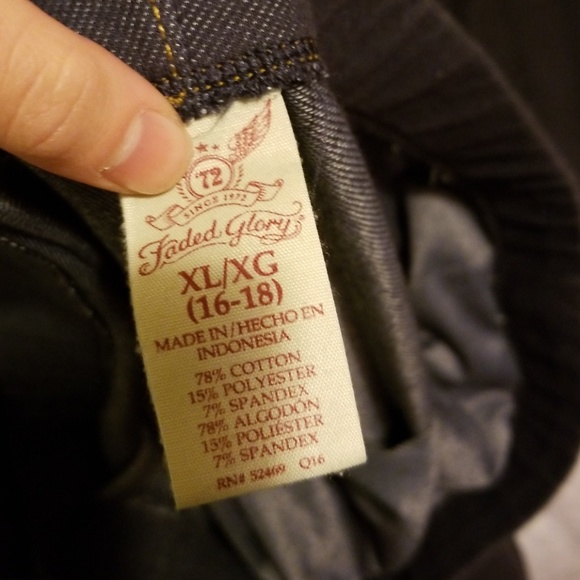 '72
SINCE 1972
Faded Glory
XL/XG
(16-18)
MADE IN/HECHO EN
INDONESIA
78% COTTON
15% POLYESTER
7% SPANDEX
78% ALGODÓN
15% POLIÉSTER
7% SPANDEX
RN# 52469 Q16